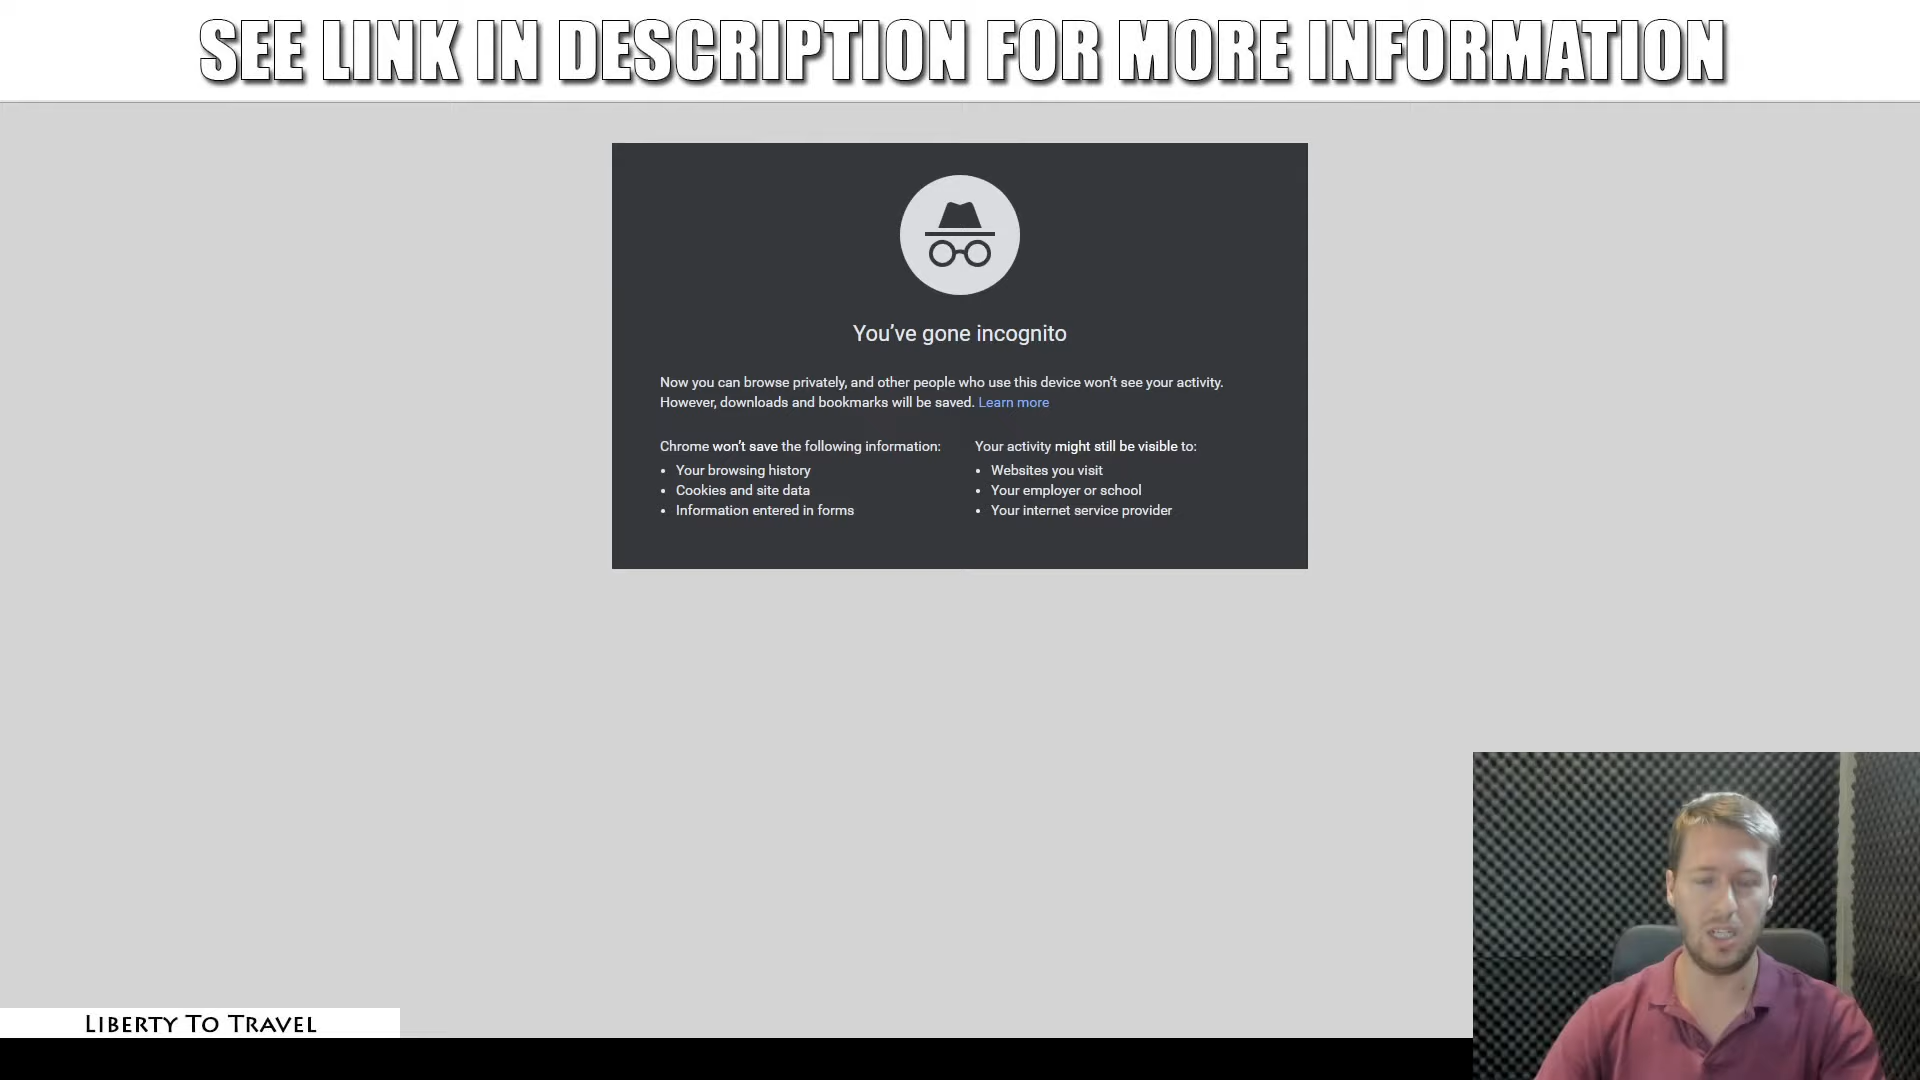 SEE LINK IN DESCRIPTION FOR MORE INFORMATION
You’ve gone incognito
Now you can browse privately, and other people who use this device won’t see your activity.
However, downloads and bookmarks will be saved. Learn more
Chrome won’t save the following information:
• Your browsing history
• Cookies and site data
• Information entered in forms
Your activity might still be visible to:
• Websites you visit
• Your employer or school
• Your internet service provider
LIBERTY TO TRAVEL